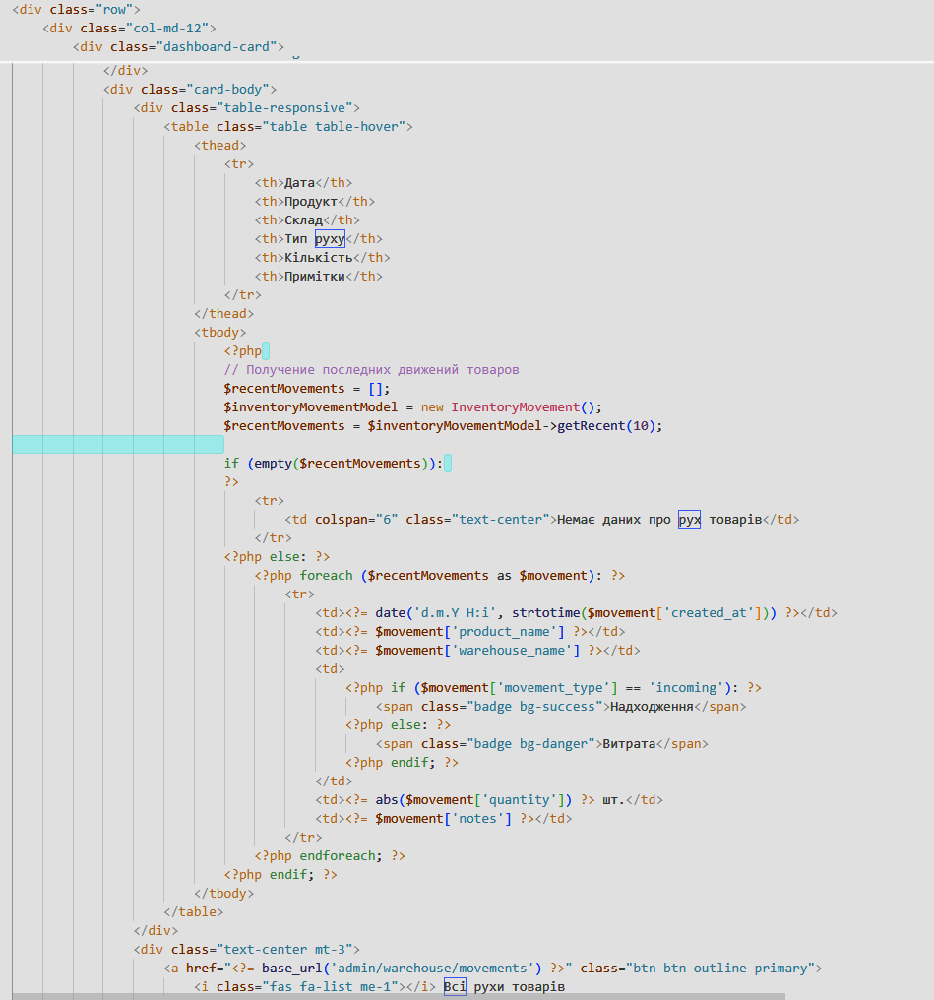 <div class="row">
<div class="col-md-12">
<div class="dashboard-card">
</div>
<div class="card-body">
<div class="table-responsive">
<table class="table table-hover">
<thead>
<tr>
<th>Дата</th>
<th>Продукт</th>
<th>Склад</th>
<th>Тип руху</th>
<th>Кількість</th>
<th>Примітки</th>
</tr>
</thead>
<tbody>
<?php
// Получение последних движений товаров
$recentMovements = [];
$inventoryMovementModel = new InventoryMovement();
$recentMovements = $inventoryMovementModel->getRecent(10);
if (empty($recentMovements)):
?>
<tr>
<td colspan="6" class="text-center">Немає даних про рух товарів</td>
</tr>
<?php else: ?>
<?php foreach ($recentMovements as $movement): ?>
<tr>
<td><?= date('d.m.Y H:i', strtotime($movement['created_at'])) ?></td>
<td><?= $movement['product_name'] ?></td>
<td><?= $movement['warehouse_name'] ?></td>
<td>
<?php if ($movement['movement_type'] == 'incoming'): ?>
<span class="badge bg-success">Надходження</span>
<?php else: ?>
<span class="badge bg-danger">Витрата</span>
<?php endif; ?>
</td>
<td><?= abs($movement['quantity']) ?> шт.</td>
<td><?= $movement['notes'] ?></td>
</tr>
<?php endforeach; ?>
<?php endif; ?>
</tbody>
</table>
</div>
<div class="text-center mt-3">
<a href="<?= base_url('admin/warehouse/movements') ?>" class="btn btn-outline-primary">
<i class="fas fa-list me-1"></i> Всі рухи товарів